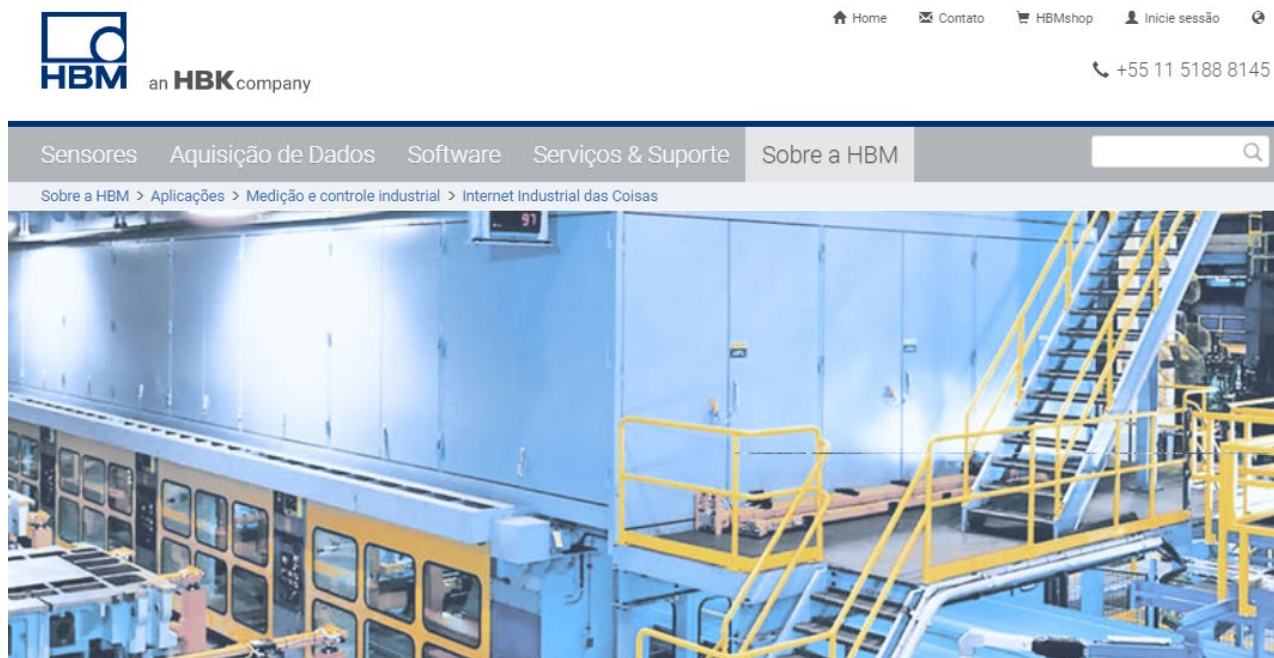 Home Contato HBMshop Inicie sessão
HBM an HBK company
+55 11 5188 8145
Sensores Aquisição de Dados Software Serviços & Suporte Sobre a HBM
Sobre a HBM > Aplicações > Medição e controle industrial > Internet Industrial das Coisas
97